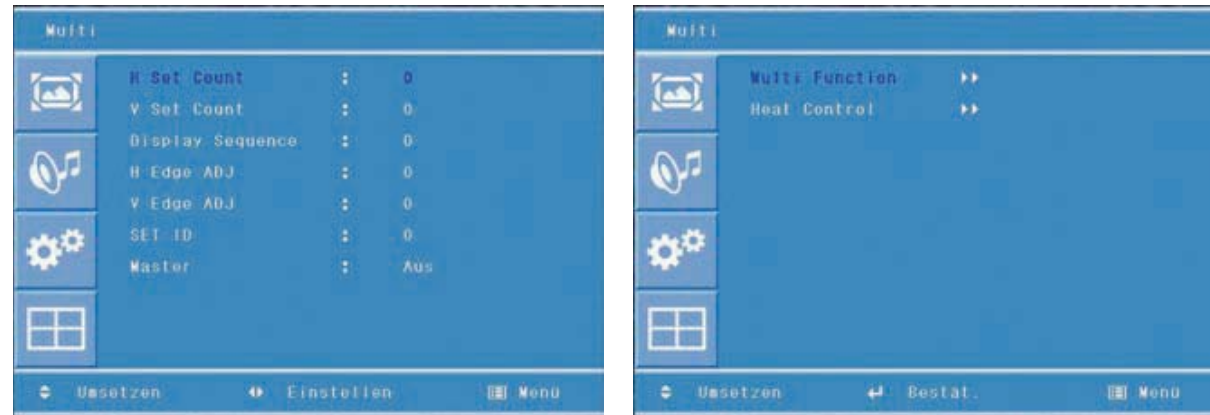 Multi
H Set Count : 0
V Set Count : 0
Display Sequence : 0
H Edge ADJ : 0
V Edge ADJ : 0
SET ID : 0
Master : Aus
Umsetzen Einstellen Menü
Multi
Multi Function
Heat Control
Umsetzen Bestät. Menü